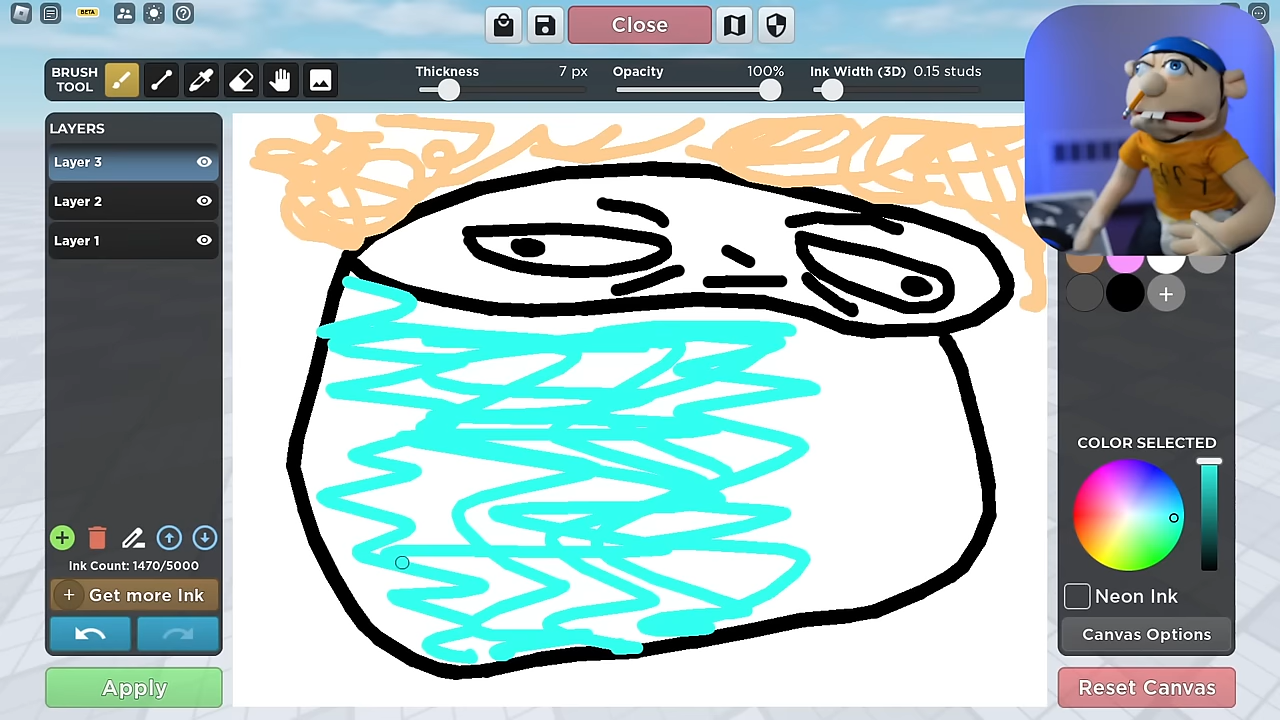 BETA
Close
BRUSH TOOL
Thickness 7 px
Opacity 100%
Ink Width (3D) 0.15 studs
LAYERS
Layer 3
Layer 2
Layer 1
Ink Count: 1470/5000
+ Get more Ink
Apply
COLOR SELECTED
Neon Ink
Canvas Options
Reset Canvas